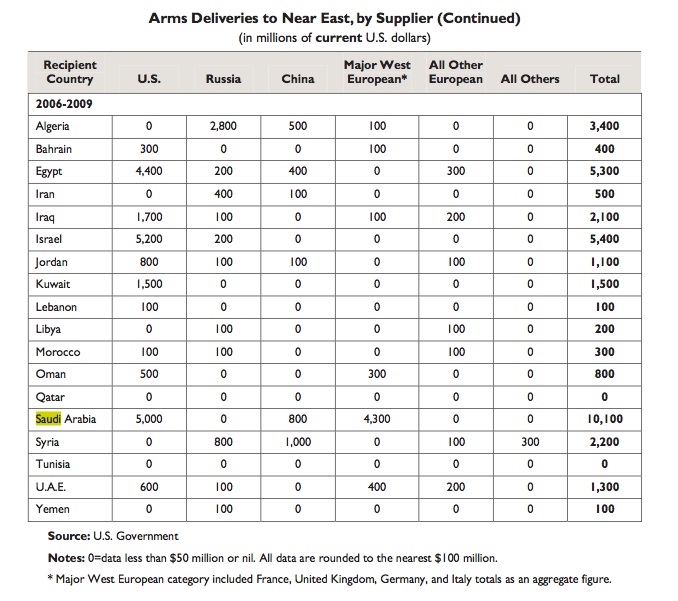 Arms Deliveries to Near East, by Supplier (Continued)
(in millions of current U.S. dollars)
Recipient Country U.S. Russia China Major West European* All Other European All Others Total
2006-2009
Algeria 0 2,800 500 100 0 0 3,400
Bahrain 300 0 0 100 0 0 400
Egypt 4,400 200 400 0 300 0 5,300
Iran 0 400 100 0 0 0 500
Iraq 1,700 100 0 100 200 0 2,100
Israel 5,200 200 0 0 0 0 5,400
Jordan 800 100 100 0 100 0 1,100
Kuwait 1,500 0 0 0 0 0 1,500
Lebanon 100 0 0 0 0 0 100
Libya 0 100 0 0 100 0 200
Morocco 100 100 0 0 100 0 300
Oman 500 0 0 300 0 0 800
Qatar 0 0 0 0 0 0 0
Saudi Arabia 5,000 0 800 4,300 0 0 10,100
Syria 0 800 1,000 0 100 300 2,200
Tunisia 0 0 0 0 0 0 0
U.A.E. 600 100 0 400 200 0 1,300
Yemen 0 100 0 0 0 0 100
Source: U.S. Government
Notes: 0=data less than $50 million or nil. All data are rounded to the nearest $100 million.
* Major West European category included France, United Kingdom, Germany, and Italy totals as an aggregate figure.